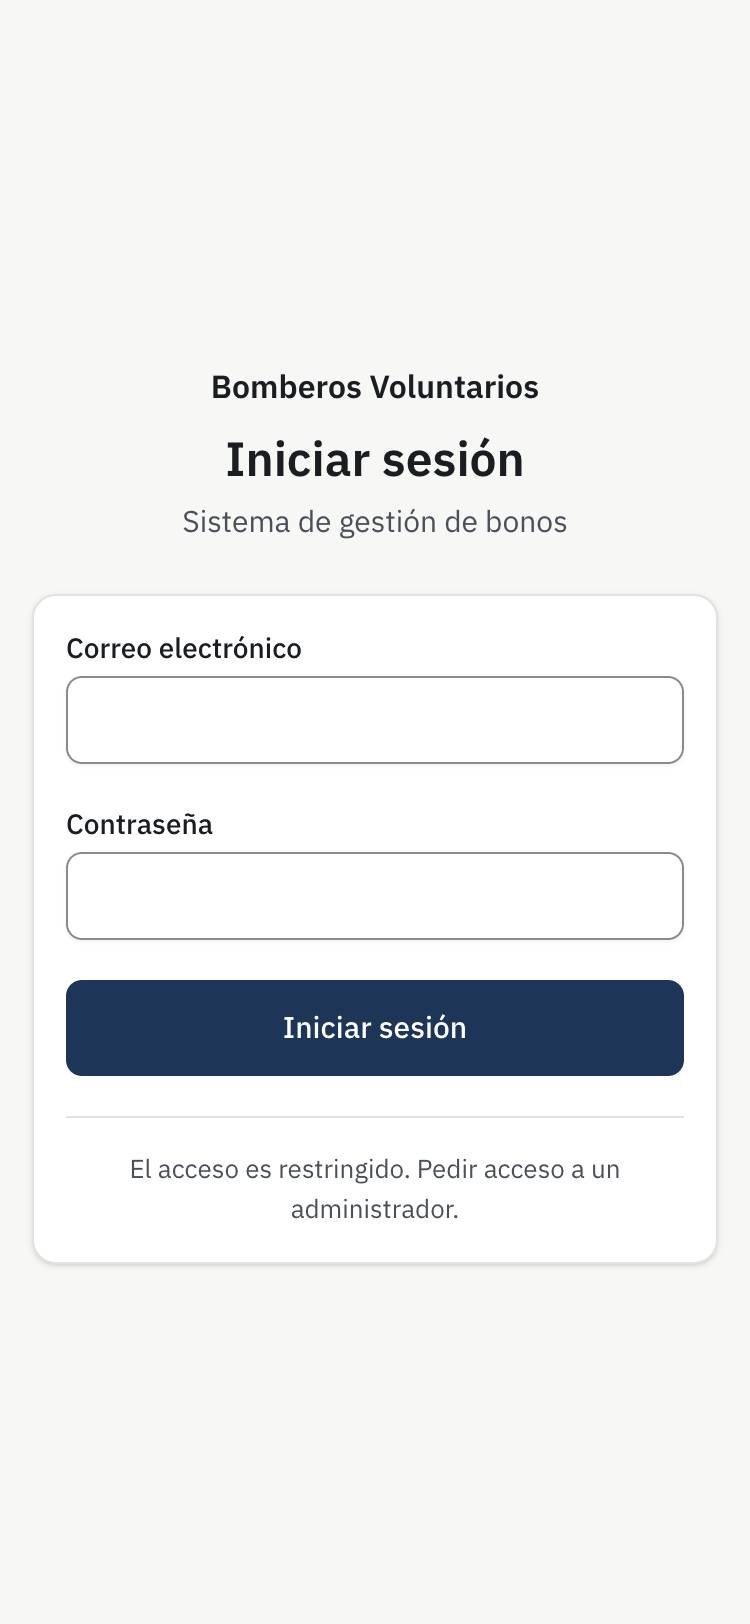 Bomberos Voluntarios
Iniciar sesión
Sistema de gestión de bonos
Correo electrónico
Contraseña
Iniciar sesión
El acceso es restringido. Pedir acceso a un
administrador.